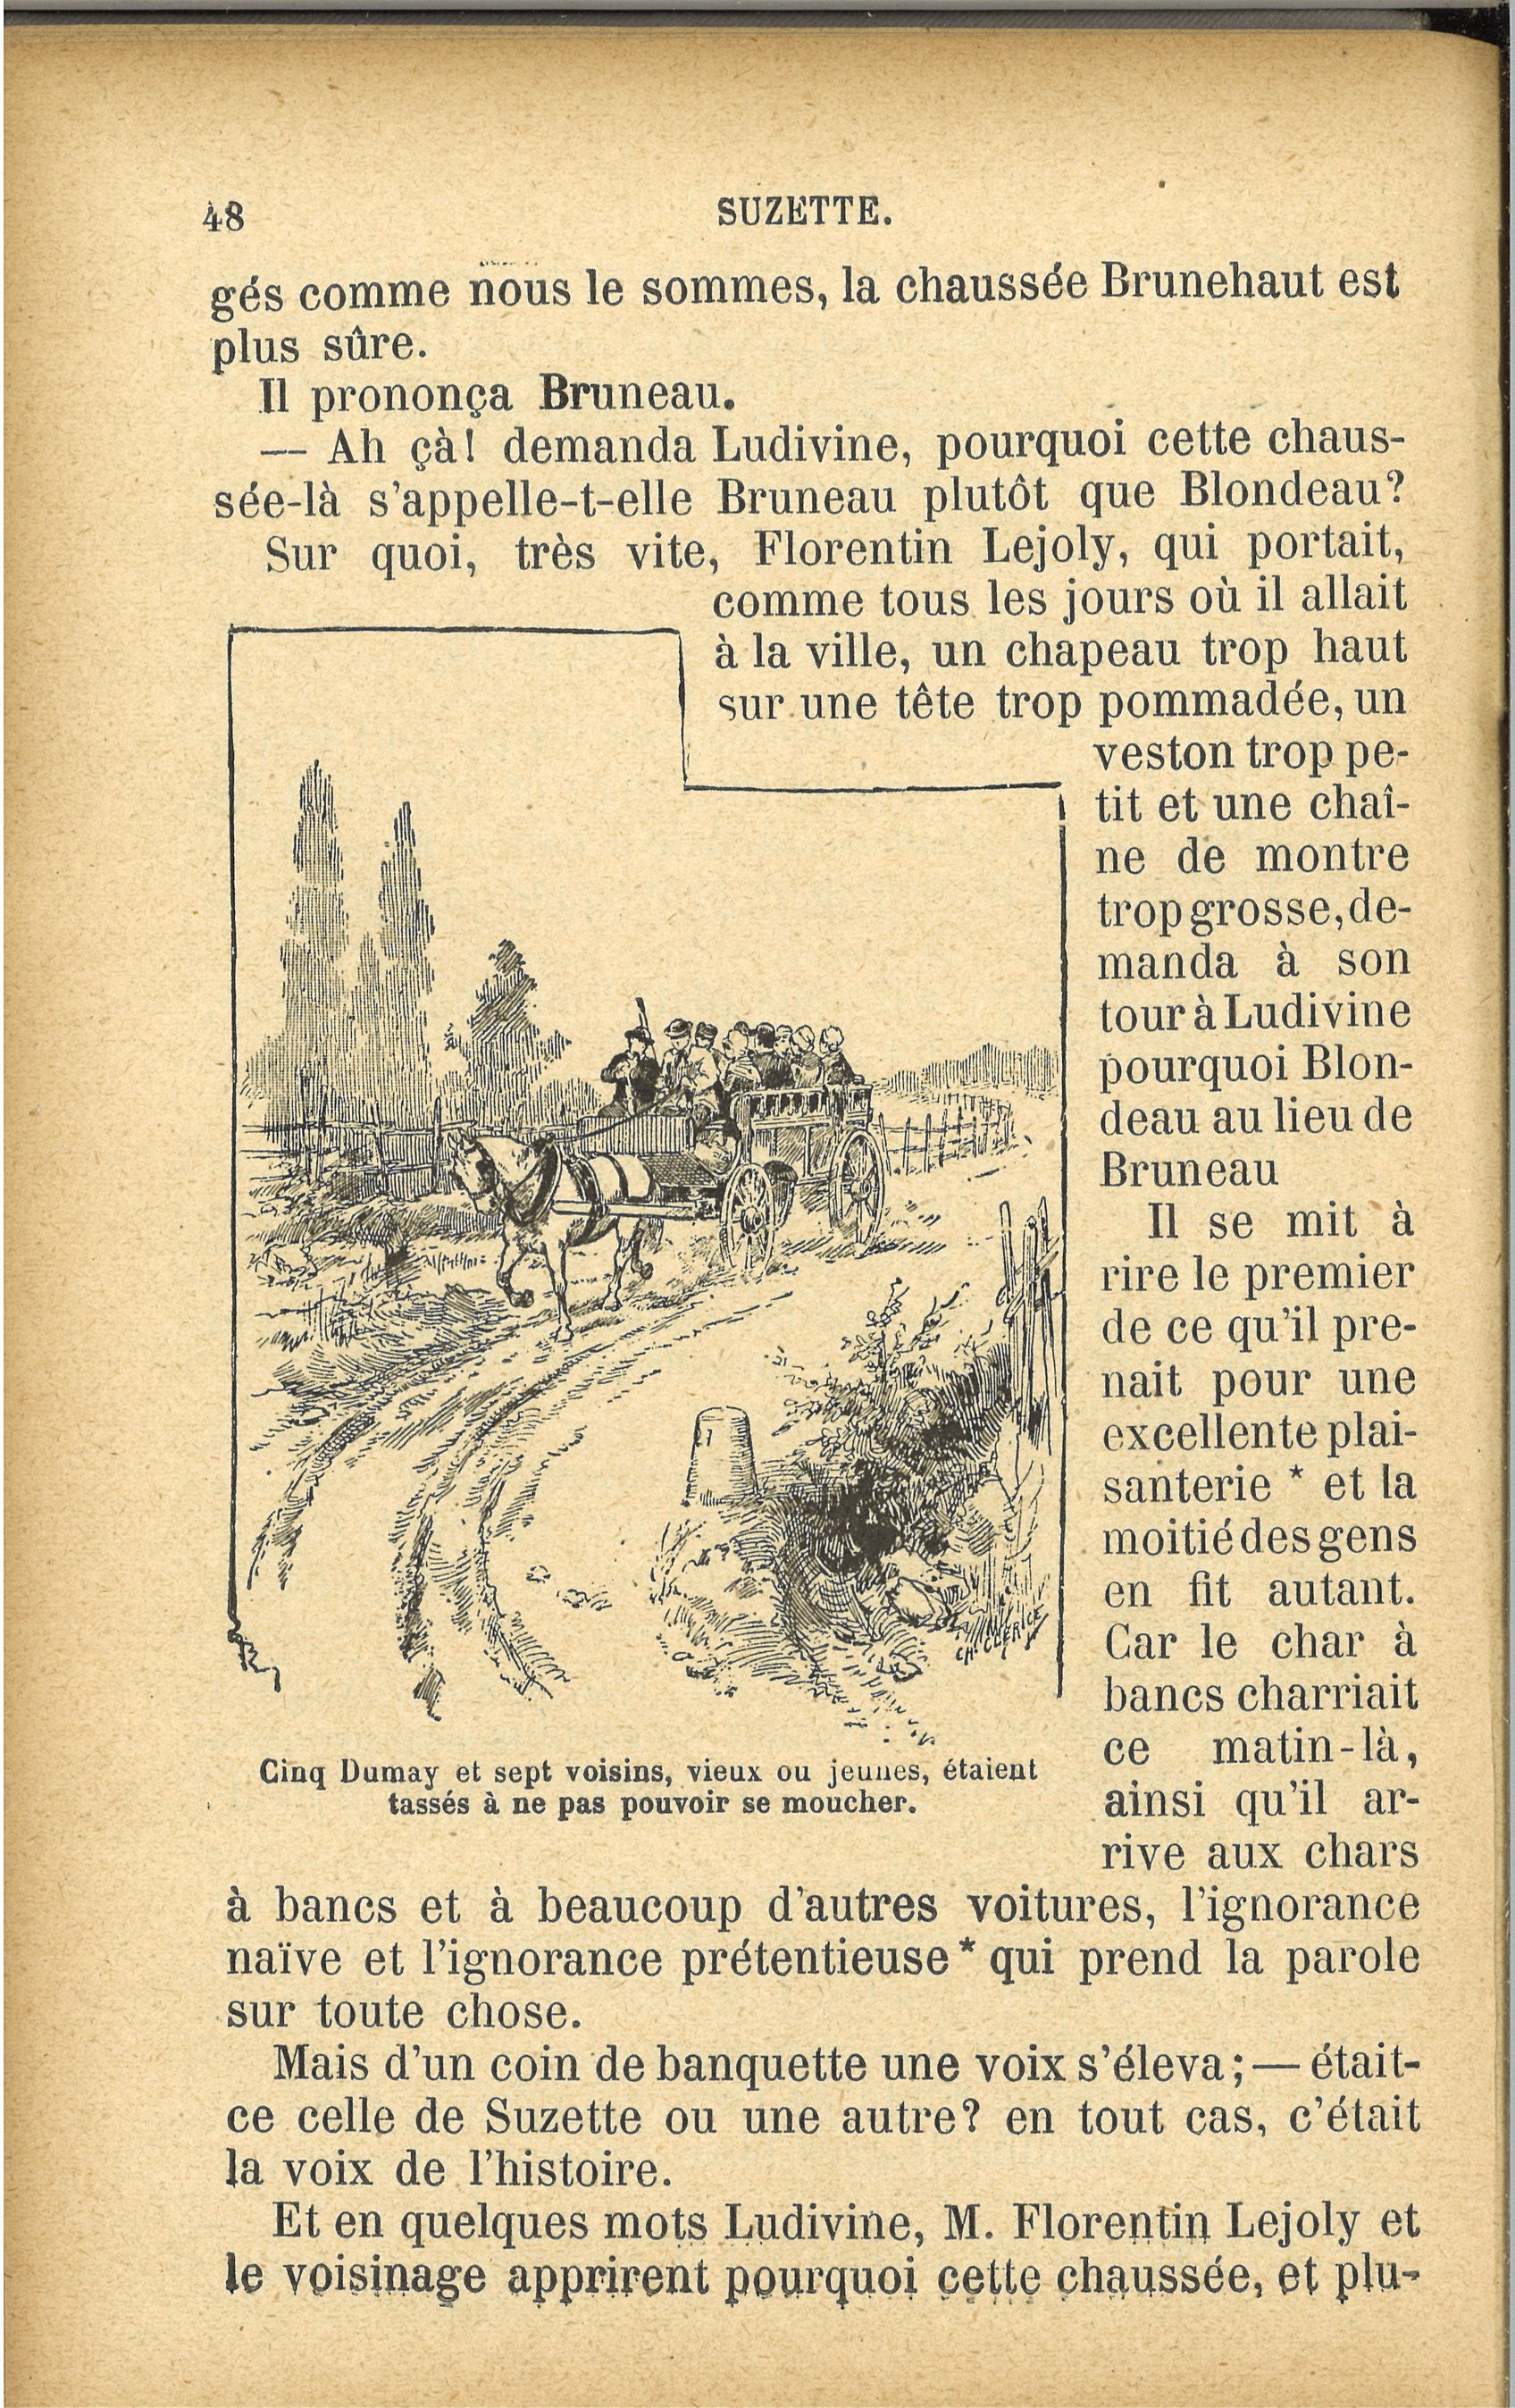 48
SUZETTE.
gés comme nous le sommes, la chaussée Brunehaut est
plus sûre.
Il prononça Bruneau.
— Ah çà! demanda Ludivine, pourquoi cette chaus-
sée-là s'appelle-t-elle Bruneau plutôt que Blondeau?
Sur quoi, très vite, Florentin Lejoly, qui portait,
comme tous les jours où il allait
à la ville, un chapeau trop haut
sur une tête trop pommadée, un
veston trop pe-
tit et une chaî-
ne de montre
trop grosse, de-
manda à son
tour à Ludivine
pourquoi Blon-
deau au lieu de
Bruneau
Il se mit à
rire le premier
de ce qu'il pre-
nait pour une
excellente plai-
santerie * et la
moitié des gens
en fit autant.
Car le char à
bancs charriait
ce matin-là,
ainsi qu'il ar-
rive aux chars
à bancs et à beaucoup d'autres voitures, l'ignorance
naïve et l'ignorance prétentieuse * qui prend la parole
sur toute chose.
Mais d'un coin de banquette une voix s'éleva; — était-
ce celle de Suzette ou une autre? en tout cas, c'était
la voix de l'histoire.
Et en quelques mots Ludivine, M. Florentin Lejoly et
le voisinage apprirent pourquoi cette chaussée, et plu-
CH. CLERICE
Cinq Dumay et sept voisins, vieux ou jeunes, étaient
tassés à ne pas pouvoir se moucher.